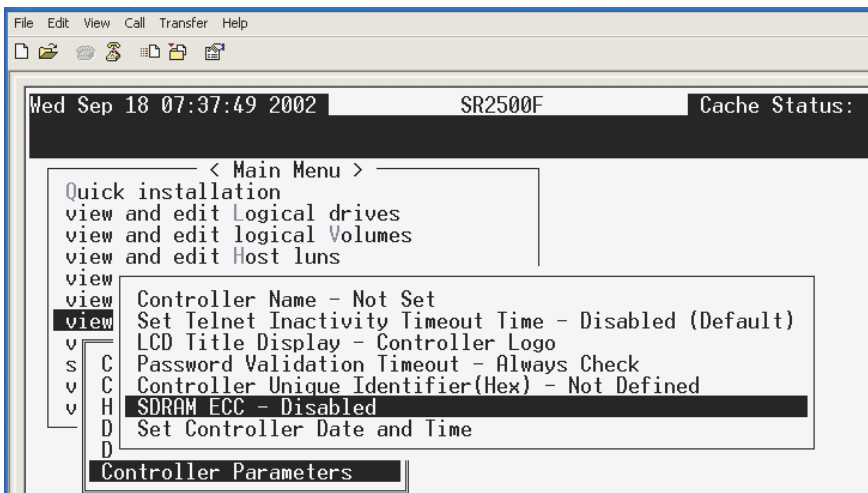 File Edit View Call Transfer Help
Wed Sep 18 07:37:49 2002 SR2500F Cache Status:
< Main Menu >
Quick installation
view and edit Logical drives
view and edit logical Volumes
view and edit Host luns
view
view Controller Name - Not Set
view Set Telnet Inactivity Timeout Time - Disabled (Default)
v LCD Title Display - Controller Logo
s C Password Validation Timeout - Always Check
v C Controller Unique Identifier(Hex) - Not Defined
v H SDRAM ECC - Disabled
D Set Controller Date and Time
D
Controller Parameters